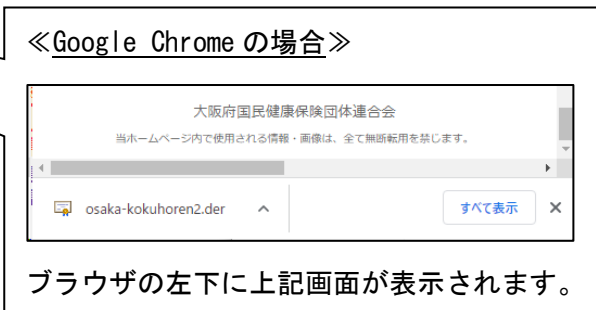 ≪Google Chrome の場合≫
大阪府国民健康保険団体連合会
当ホームページ内で使用される情報・画像は、全て無断転用を禁じます。
osaka-kokuhoren2.der
すべて表示
ブラウザの左下に上記画面が表示されます。